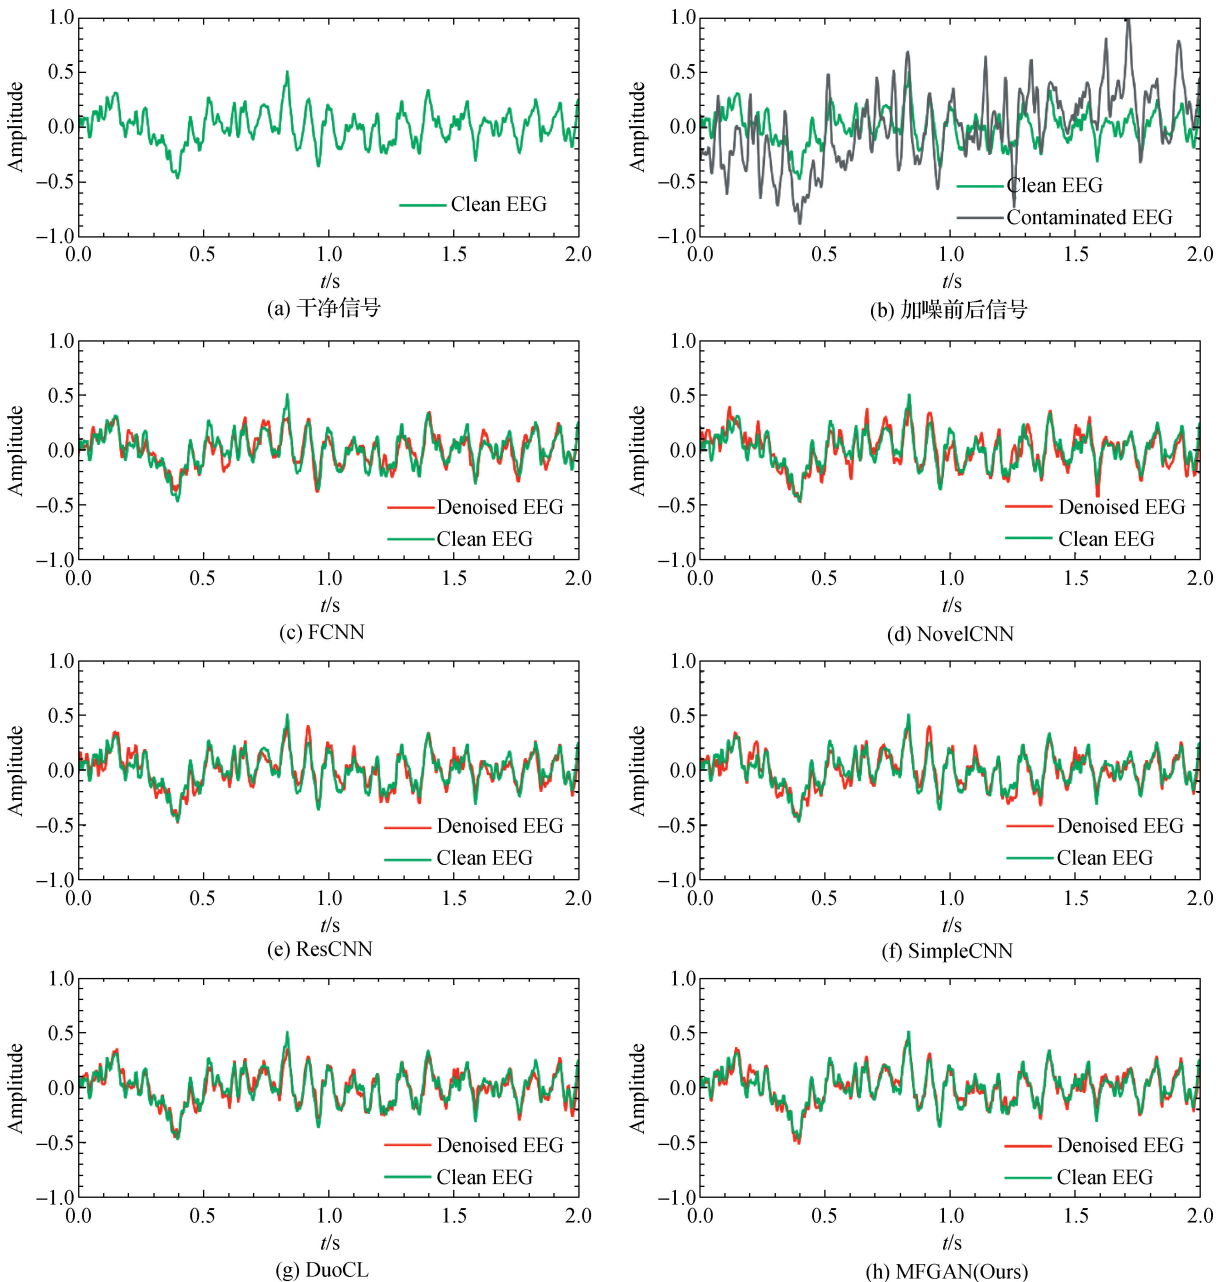 1.0
0.5
0.0
−0.5
−1.0
Amplitude
Clean EEG
0.0 0.5 1.0 1.5 2.0
t/s
(a) 干净信号
1.0
0.5
0.0
−0.5
−1.0
Amplitude
Clean EEG
Contaminated EEG
0.0 0.5 1.0 1.5 2.0
t/s
(b) 加噪前后信号
1.0
0.5
0.0
−0.5
−1.0
Amplitude
Denoised EEG
Clean EEG
0.0 0.5 1.0 1.5 2.0
t/s
(c) FCNN
1.0
0.5
0.0
−0.5
−1.0
Amplitude
Denoised EEG
Clean EEG
0.0 0.5 1.0 1.5 2.0
t/s
(d) NovelCNN
1.0
0.5
0.0
−0.5
−1.0
Amplitude
Denoised EEG
Clean EEG
0.0 0.5 1.0 1.5 2.0
t/s
(e) ResCNN
1.0
0.5
0.0
−0.5
−1.0
Amplitude
Denoised EEG
Clean EEG
0.0 0.5 1.0 1.5 2.0
t/s
(f) SimpleCNN
1.0
0.5
0.0
−0.5
−1.0
Amplitude
Denoised EEG
Clean EEG
0.0 0.5 1.0 1.5 2.0
t/s
(g) DuoCL
1.0
0.5
0.0
−0.5
−1.0
Amplitude
Denoised EEG
Clean EEG
0.0 0.5 1.0 1.5 2.0
t/s
(h) MFGAN(Ours)